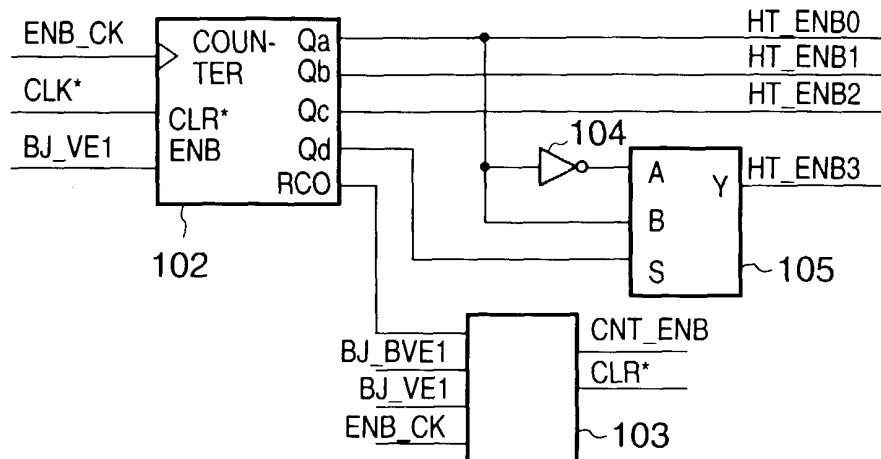 ENB_CK
CLK*
BJ_VE1
COUN-
TER
CLR*
ENB
Qa
Qb
Qc
Qd
RCO
102
HT_ENB0
HT_ENB1
HT_ENB2
104
A
B
S
Y
HT_ENB3
105
BJ_BVE1
BJ_VE1
ENB_CK
CNT_ENB
CLR*
103